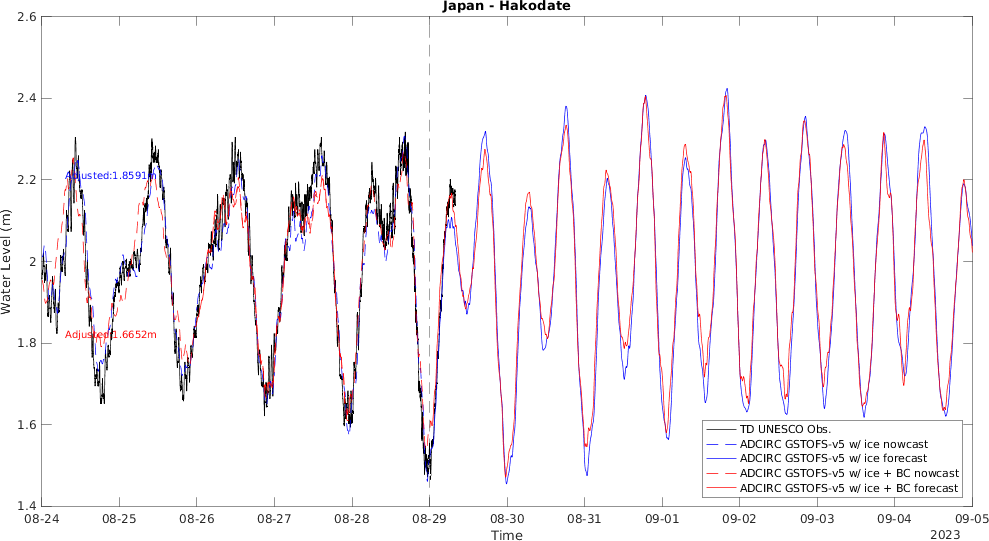 Japan - Hakodate
2.6
2.4
2.2
2
1.8
1.6
1.4
Water Level (m)
Adjusted:1.8591m
Adjusted:1.6652m
TD UNESCO Obs.
ADCIRC GSTOFS-v5 w/ ice nowcast
ADCIRC GSTOFS-v5 w/ ice forecast
ADCIRC GSTOFS-v5 w/ ice + BC nowcast
ADCIRC GSTOFS-v5 w/ ice + BC forecast
08-24 08-25 08-26 08-27 08-28 08-29 08-30 08-31 09-01 09-02 09-03 09-04 09-05
Time
2023